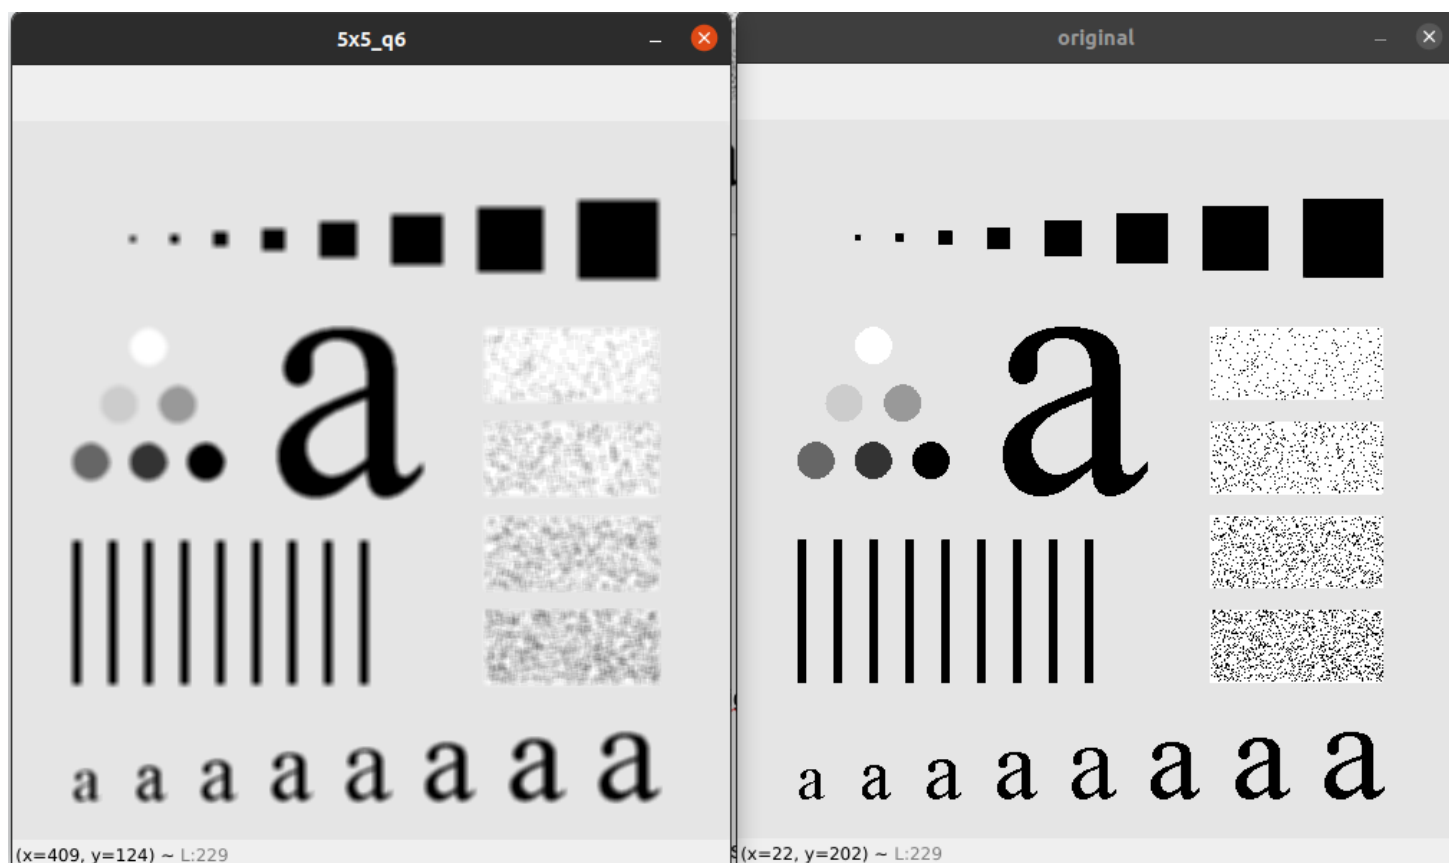 5x5_q6
original
a
a
a a a a a a a a
a a a a a a a a
(x=409, y=124) ~ L:229
(x=22, y=202) ~ L:229